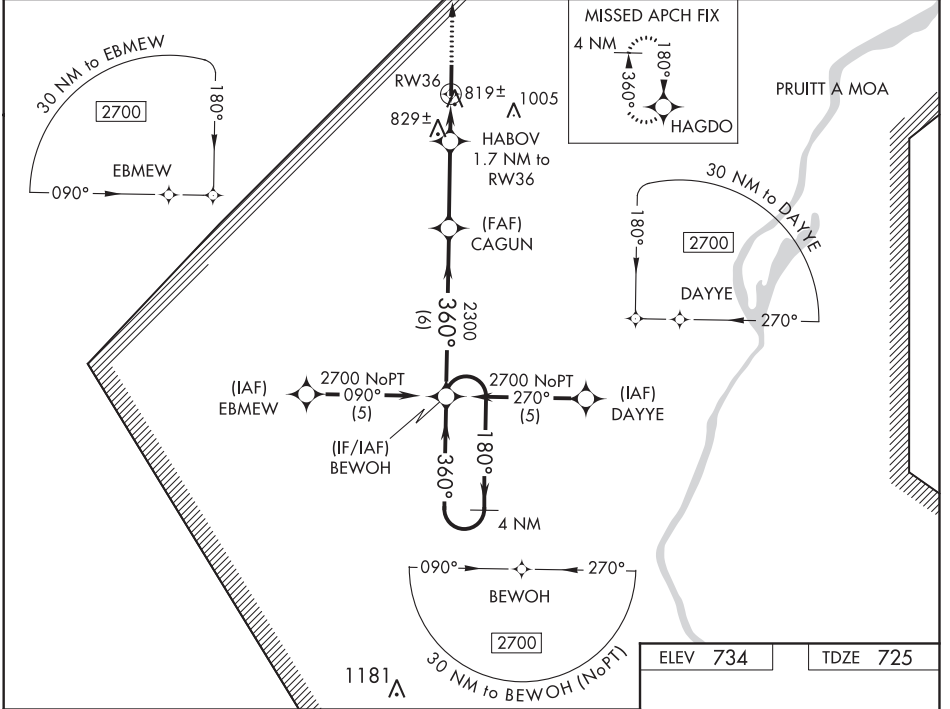 30 NM to EBMEW
2700
180°
EBMEW
090°
MISSED APCH FIX
4 NM
180°
360°
HAGDO
PRUITT A MOA
RW36
819±
1005
829±
HABOV
1.7 NM to
RW36
(FAF)
CAGUN
30 NM to DAYYE
180°
2700
DAYYE
270°
2300
360°
(6)
(IAF)
EBMEW
2700 NoPT
090°
(5)
2700 NoPT
270°
(5)
(IAF)
DAYYE
(IF/IAF)
BEWOH
360°
180°
4 NM
090°
270°
BEWOH
2700
30 NM to BEWOH (NoPT)
1181
ELEV 734
TDZE 725